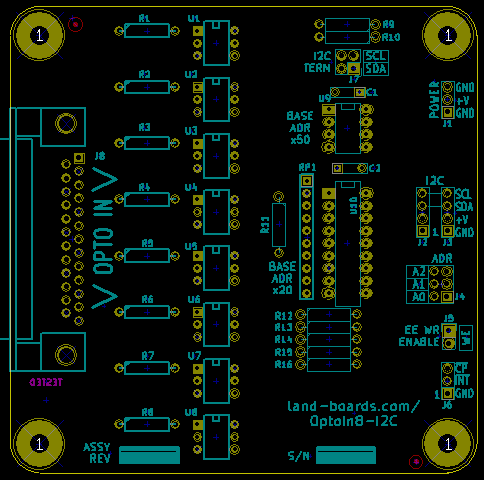 1
R1
U1
R9
R10
1
I2C
TERM
SCL
SDA
J7
R2
U2
C1
U9
POWER
GND
+V
GND
J1
BASE
ADR
x50
R3
U3
J8
RP1
C2
R4
U4
U10
I2C
SCL
SDA
+V
GND
1
J2
J3
< OPTO IN >
R11
R5
U5
BASE
ADR
x20
ADR
A2
A1
A0
J4
R6
U6
R12
R13
R14
R15
R16
J5
EE WR
ENABLE
WE
R7
U7
CP
INT
GND
1
J6
R8
U8
land-boards.com/
OptoIn8-I2C
1
ASSY
REV
S/N
1